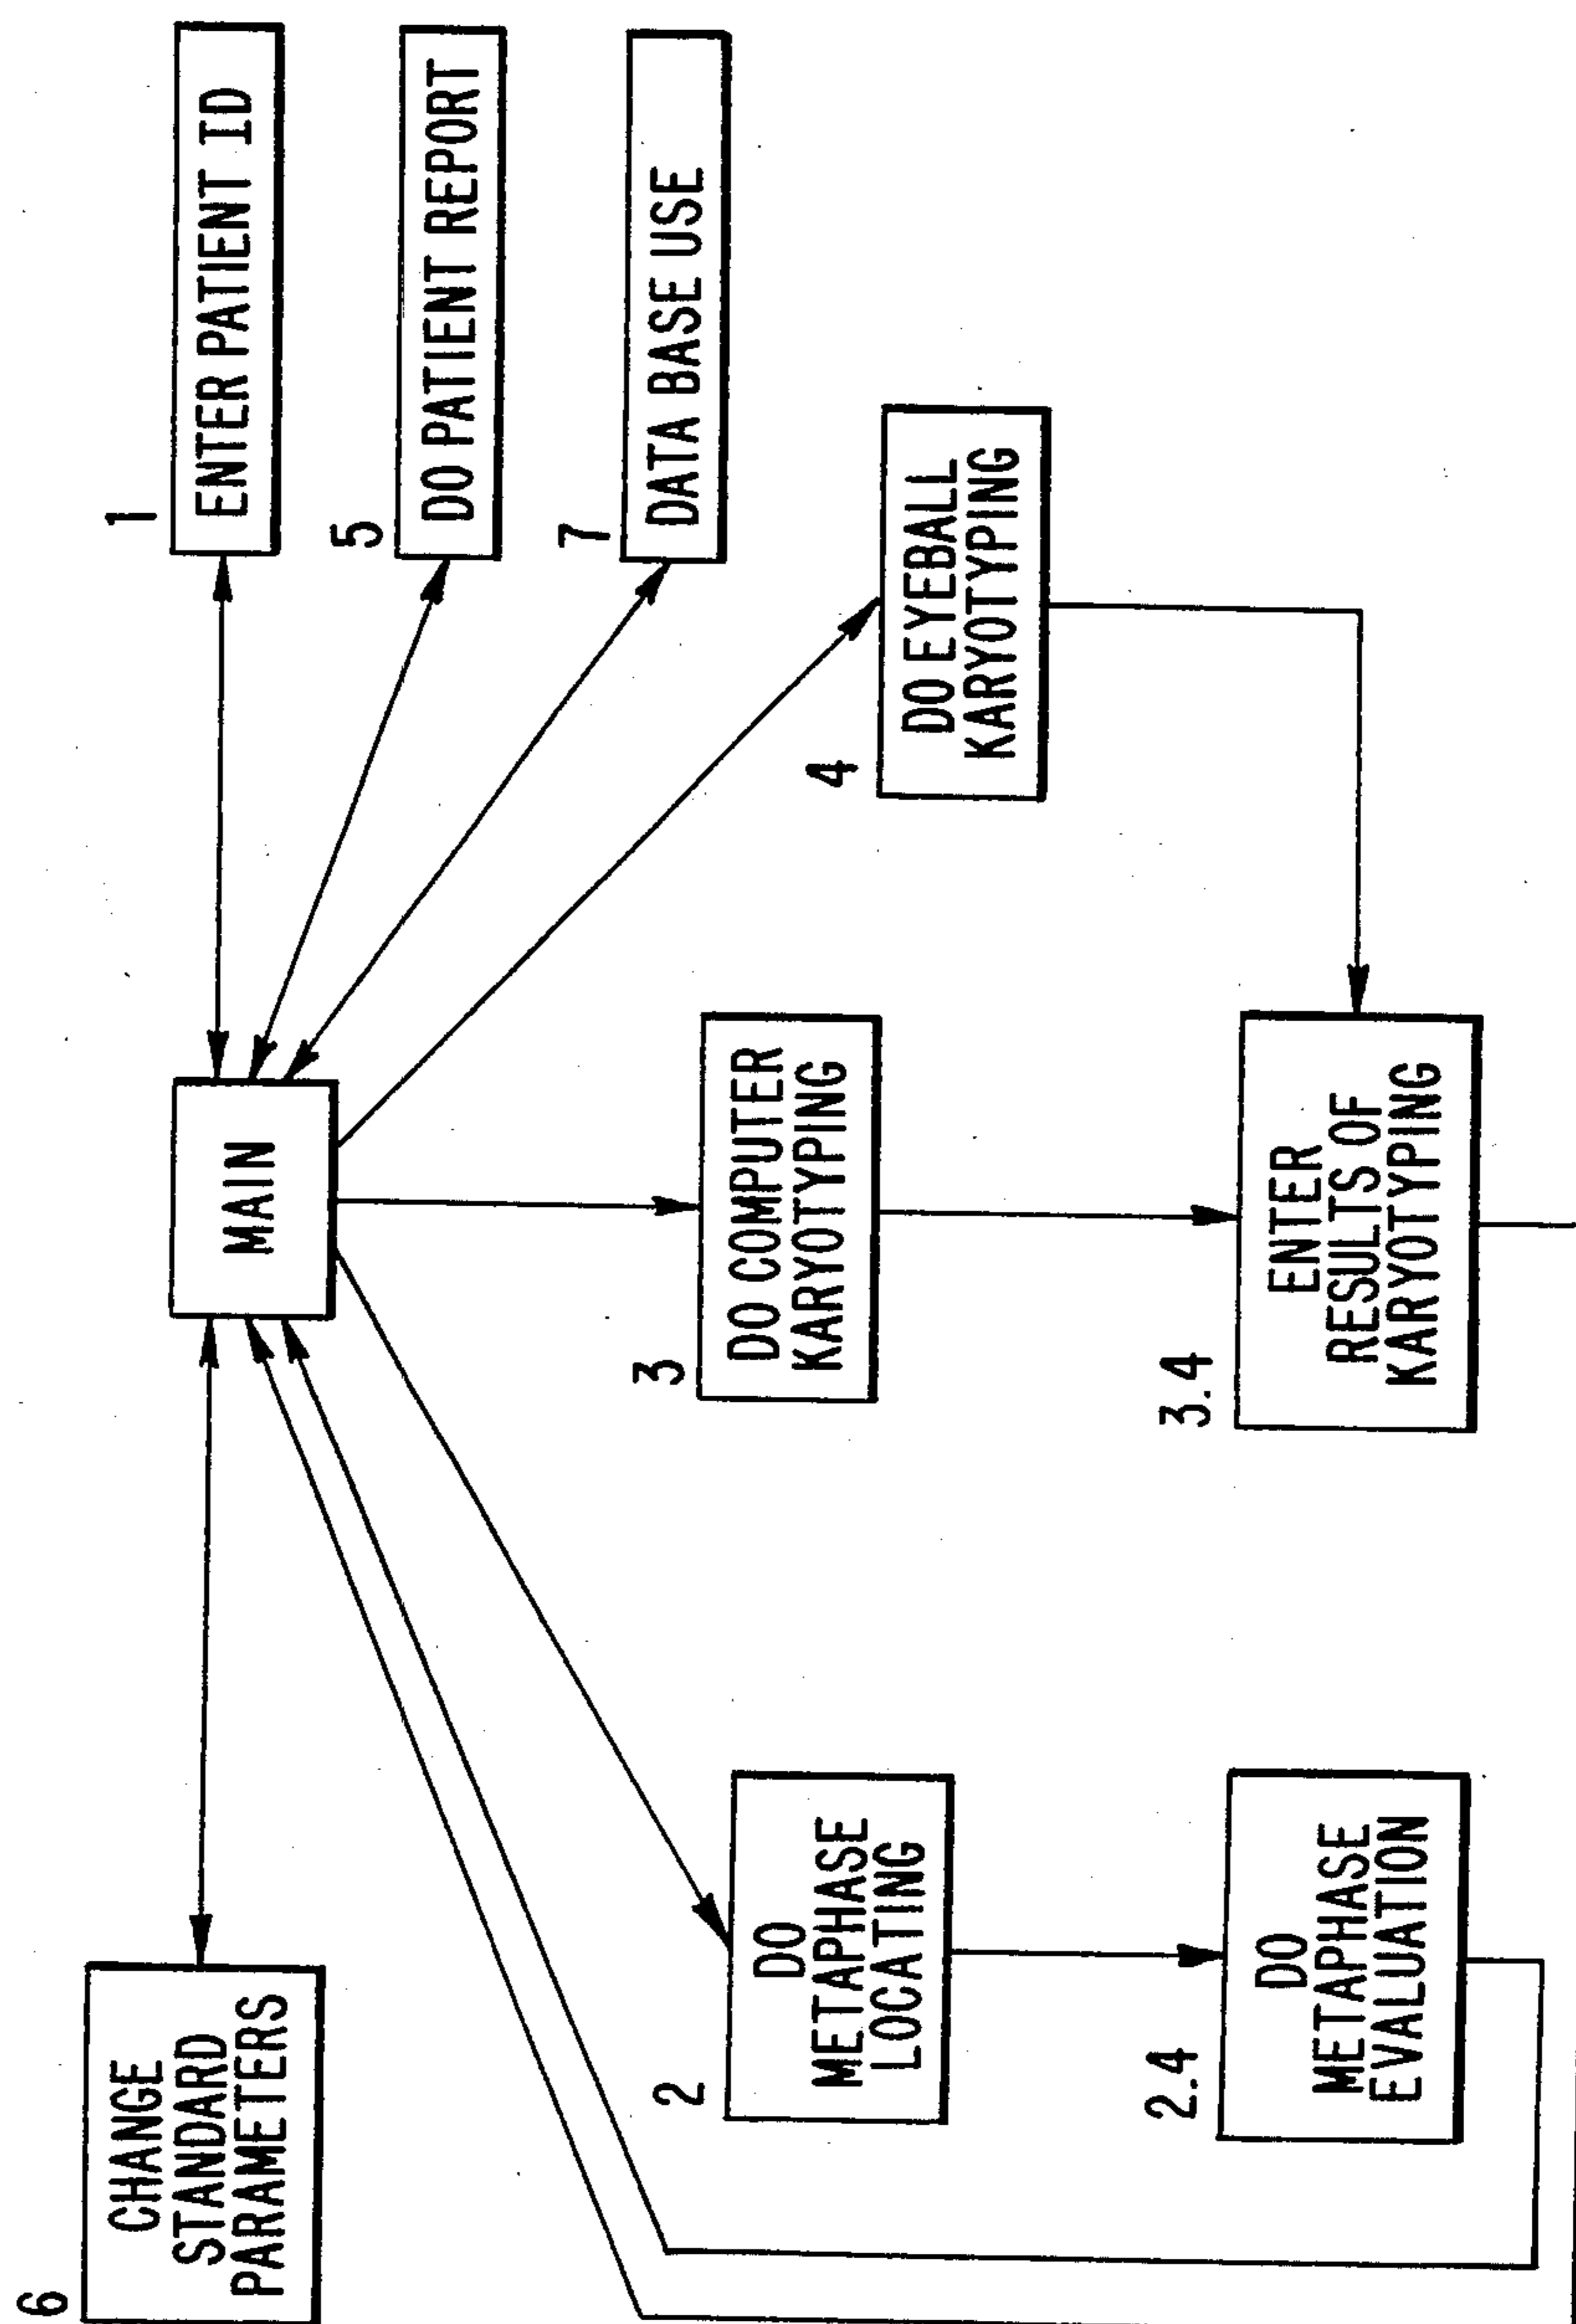 6
CHANGE
STANDARD
PARAMETERS
MAIN
1
ENTER PATIENT ID
5
DO PATIENT REPORT
7
DATA BASE USE
2
DO
METAPHASE
LOCATING
3
DO COMPUTER
KARYOTYPING
4
DO EYEBALL
KARYOTYPING
2.4
DO
METAPHASE
EVALUATION
3.4
ENTER
RESULTS OF
KARYOTYPING